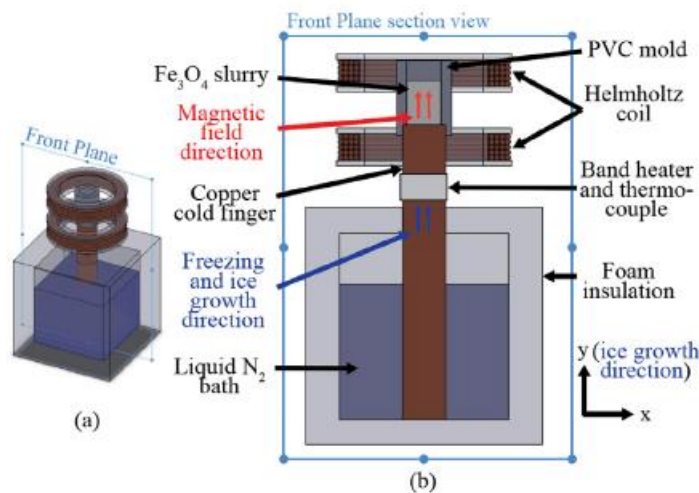 Front Plane section view
PVC mold
Fe₃O₄ slurry
Magnetic
field
direction
Helmholtz
coil
Front Plane
Copper
cold finger
Band heater
and thermo-
couple
Freezing and
ice growth
direction
Foam
insulation
Liquid N₂
bath
y (ice growth
direction)
x
(a)
(b)